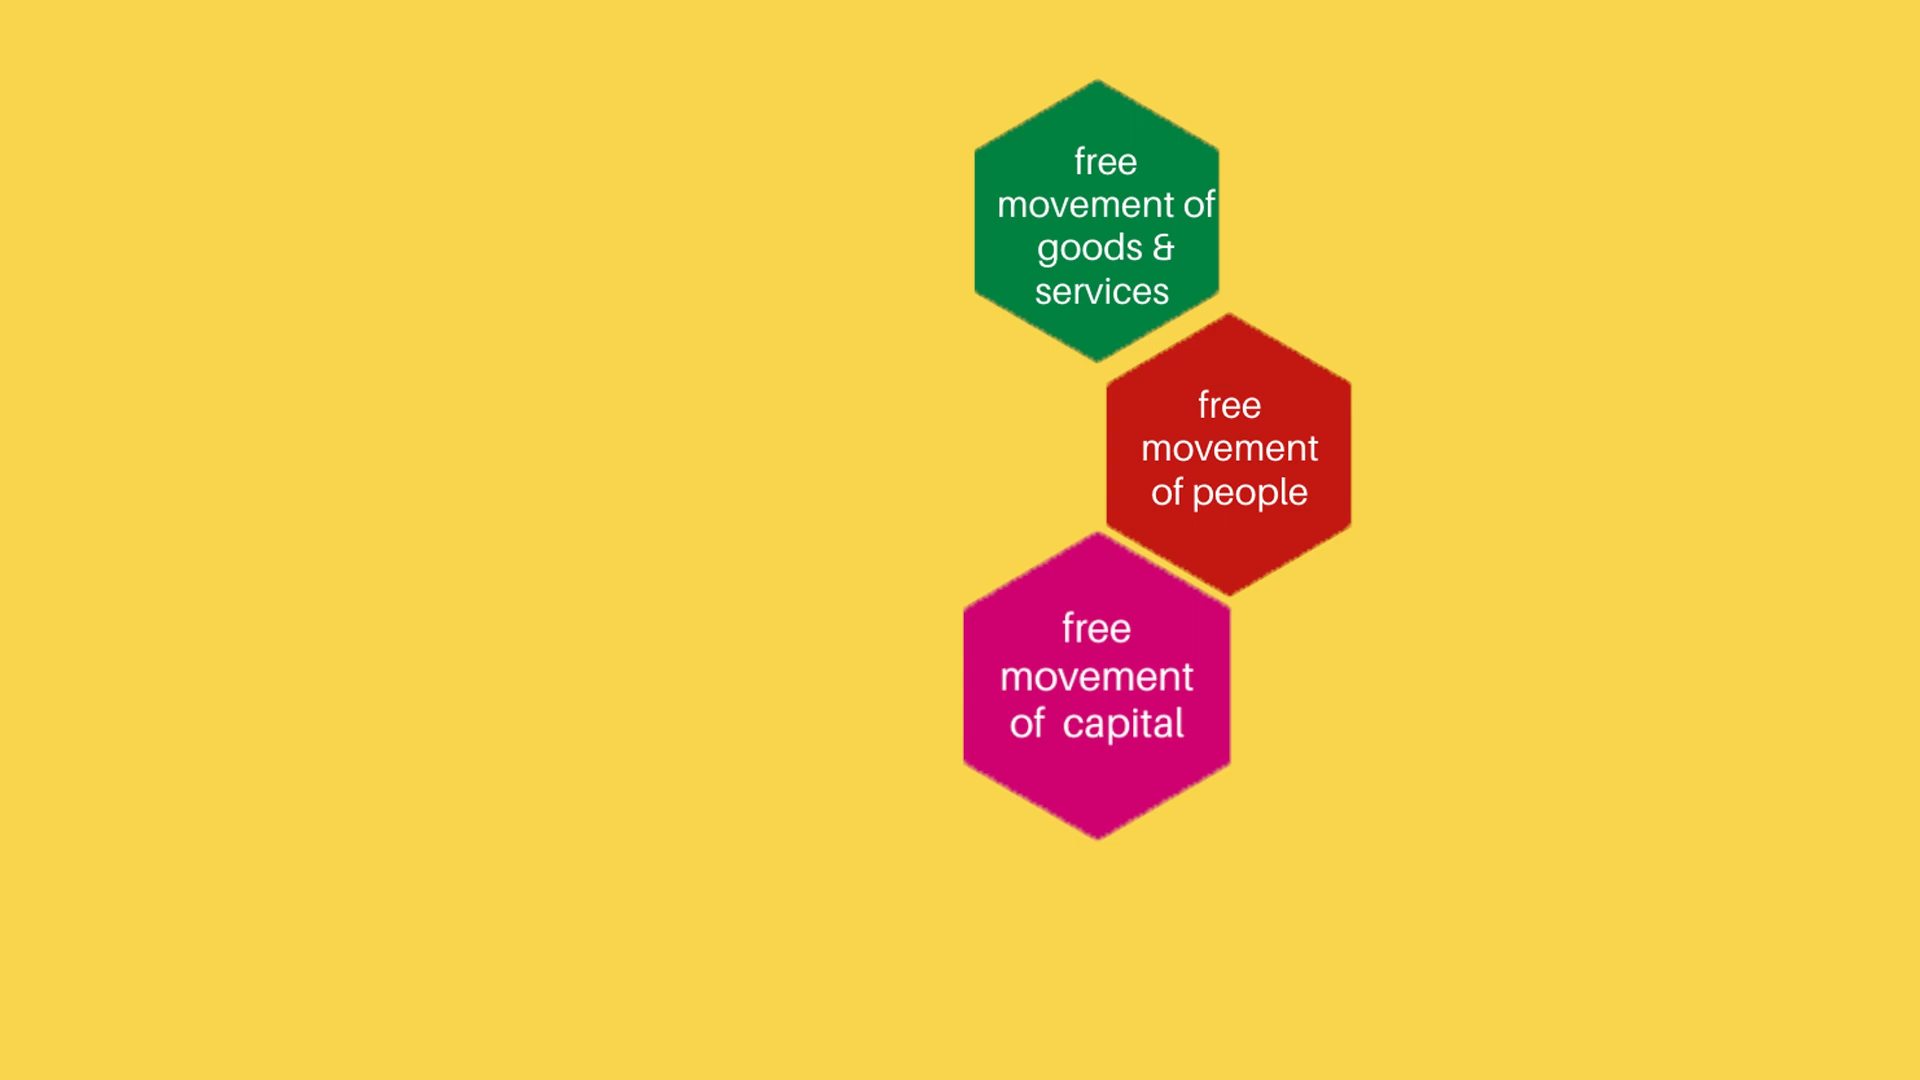 free
movement of
goods &
services
free
movement
of people
free
movement
of capital